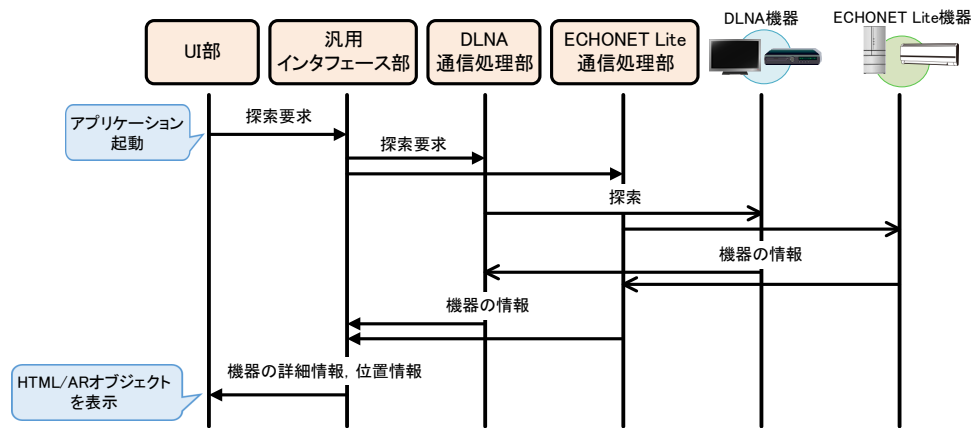 DLNA機器
ECHONET Lite機器
UI部
汎用
インタフェース部
DLNA
通信処理部
ECHONET Lite
通信処理部
アプリケーション
起動
探索要求
探索要求
探索
機器の情報
機器の情報
機器の詳細情報, 位置情報
HTML/ARオブジェクト
を表示